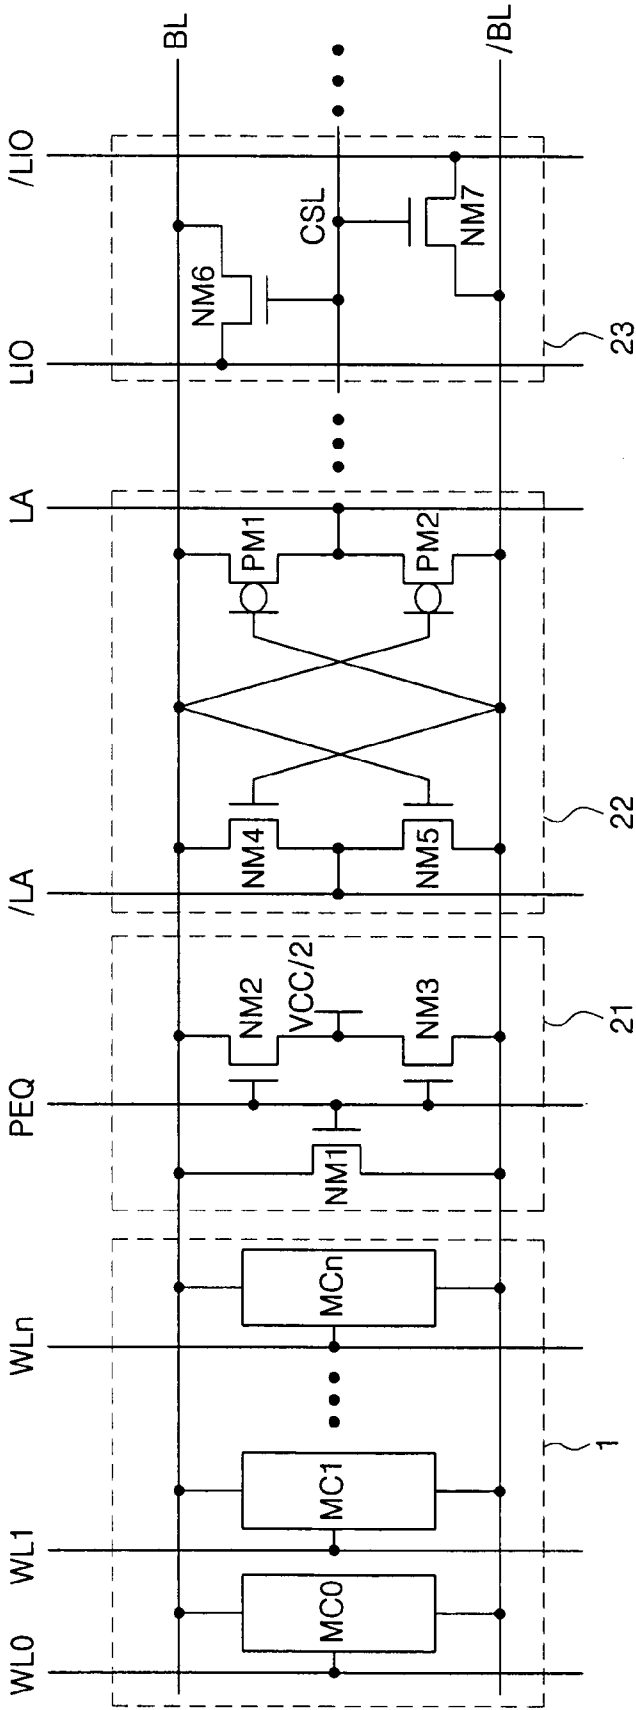 WL0 WL1 WLn PEQ /LA LA LIO /LIO
BL
MC0 MC1 MCn
NM1
NM2
VCC/2
NM3
NM4
NM5
PM1
PM2
NM6
CSL
NM7
/BL
1 21 22 23